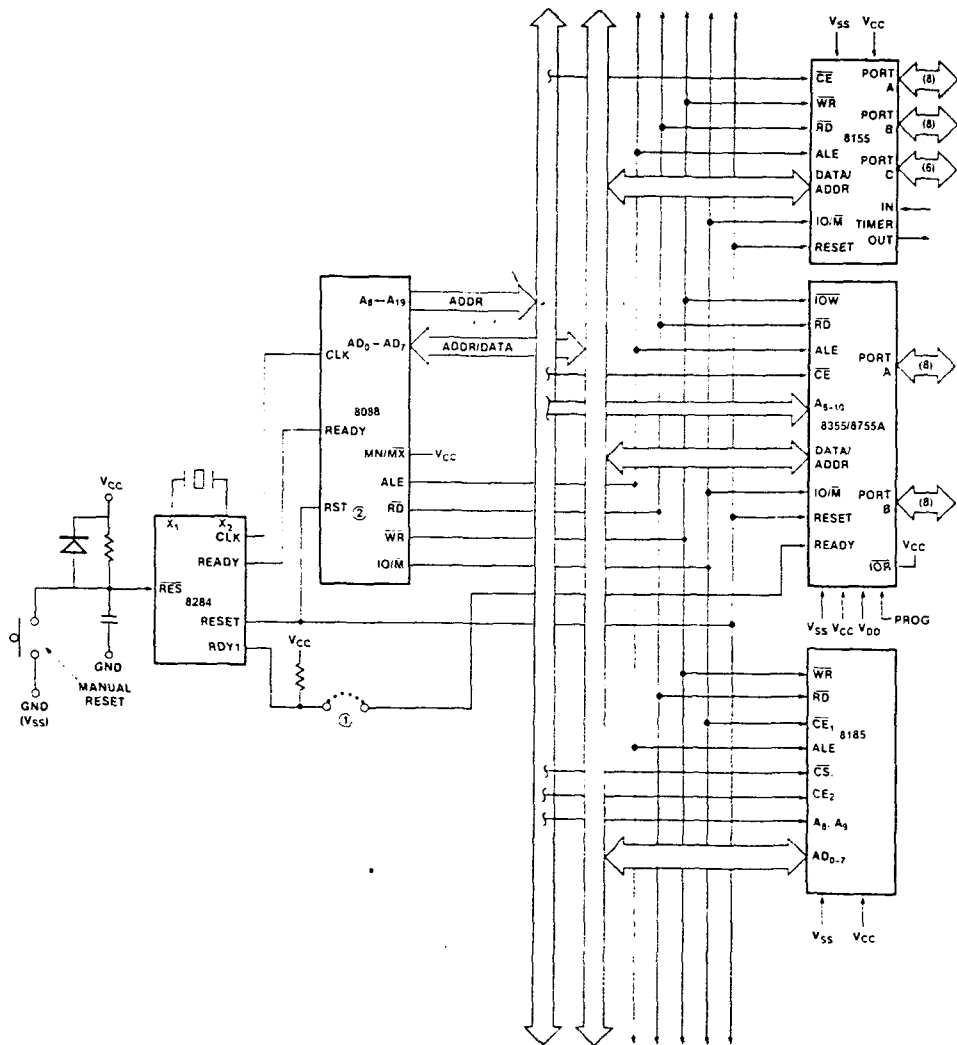 VSS VCC
CE PORT A (8)
WR
RD PORT B (8)
8155
ALE PORT C (6)
DATA/ADDR
IN
IO/M TIMER
RESET OUT
A8—A19 ADDR
AD0—AD7 ADDR/DATA
CLK
8088
READY
MN/MX VCC
ALE
RST ② RD
WR
IO/M
IOW
RD
ALE PORT A (8)
CE
A8-10
8355/8755A
DATA/ADDR
IO/M PORT B (8)
RESET
READY VCC
IOR
VSS VCC VDD PROG
VCC
X1 X2
CLK
READY
RES
8284
RESET
RDY1
VCC
①
GND
MANUAL RESET
GND (VSS)
WR
RD
CE1
8185
ALE
CS.
CE2
A8, A9
AD0-7
VSS VCC